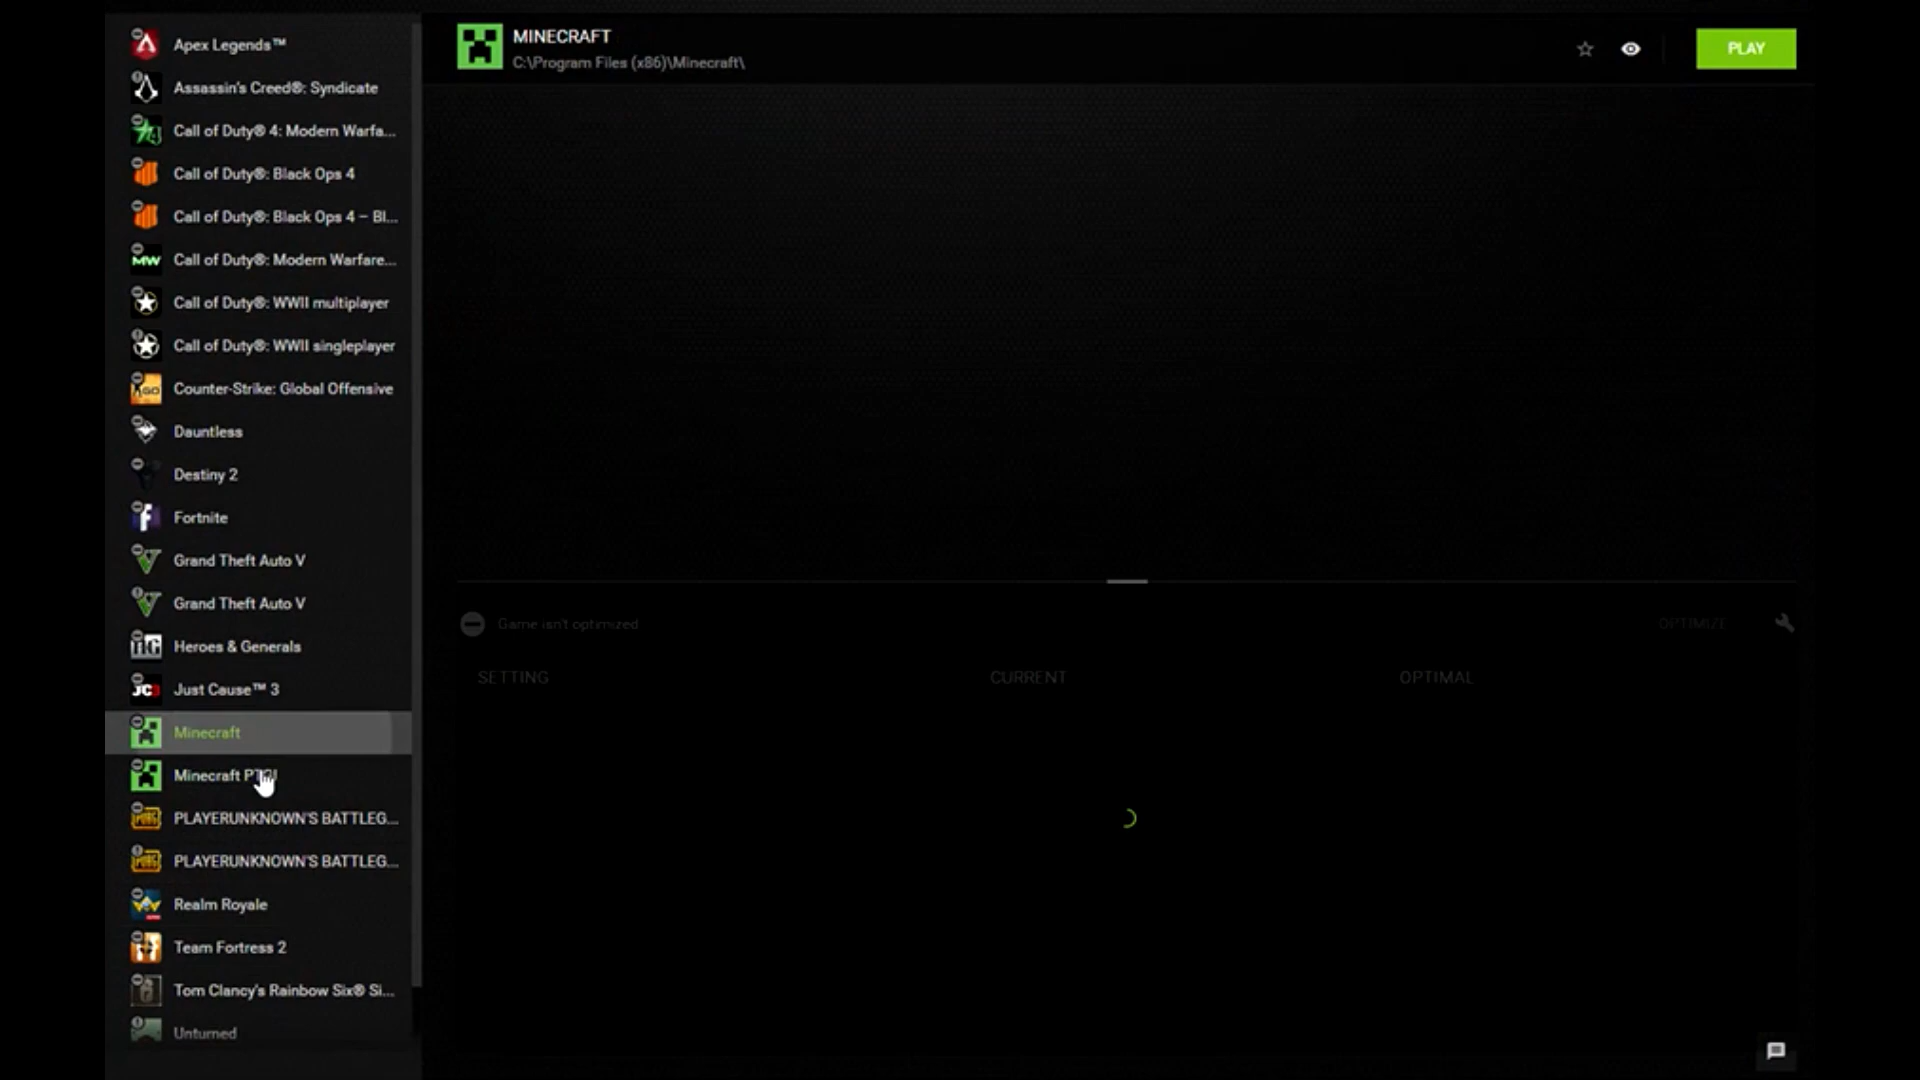 Apex Legends™
Assassin's Creed®: Syndicate
Call of Duty® 4: Modern Warfa...
Call of Duty®: Black Ops 4
Call of Duty®: Black Ops 4 – Bl...
Call of Duty®: Modern Warfare...
Call of Duty®: WWII multiplayer
Call of Duty®: WWII singleplayer
Counter-Strike: Global Offensive
Dauntless
Destiny 2
Fortnite
Grand Theft Auto V
Grand Theft Auto V
Heroes & Generals
Just Cause™ 3
Minecraft
Minecraft
PLAYERUNKNOWN'S BATTLEG...
PLAYERUNKNOWN'S BATTLEG...
Realm Royale
Team Fortress 2
Tom Clancy's Rainbow Six® Si...
Unturned
MINECRAFT
C:\Program Files (x86)\Minecraft\
PLAY
Game isn't optimized
OPTIMIZE
SETTING CURRENT OPTIMAL